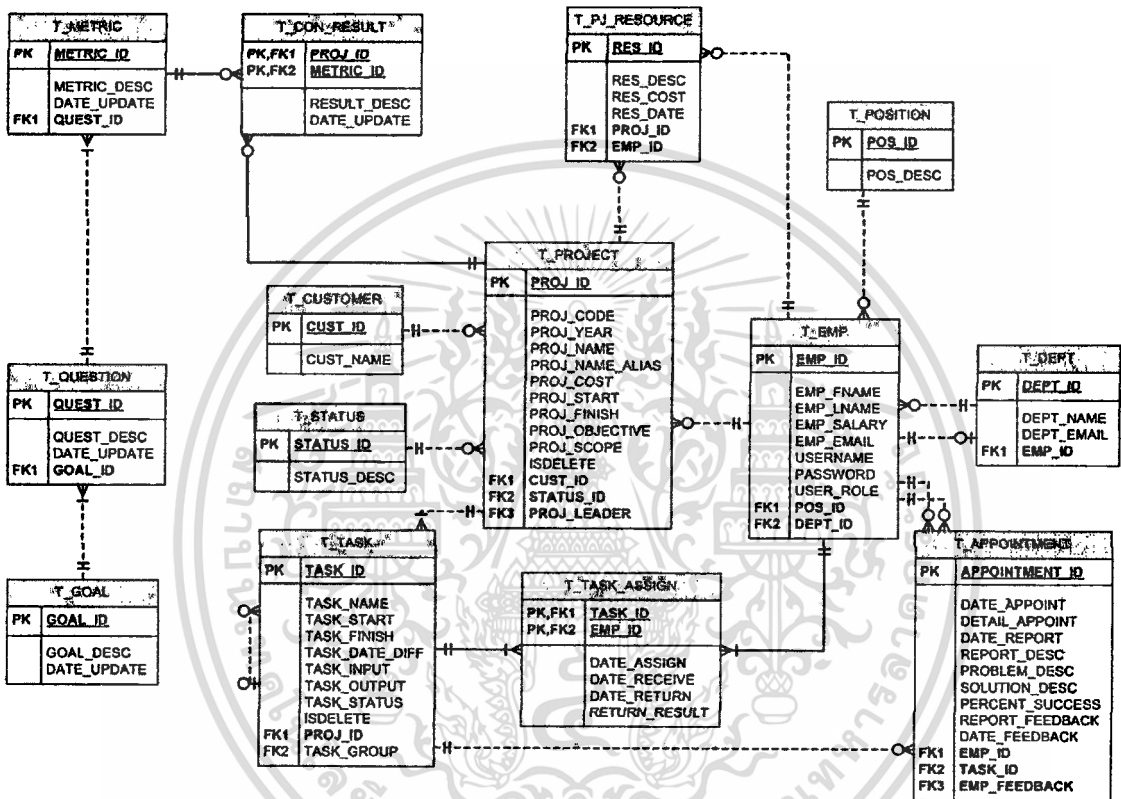 T_METRIC
PK METRIC_ID
METRIC_DESC
DATE_UPDATE
FK1 QUEST_ID
T_CON_RESULT
PK,FK1 PROJ_ID
PK,FK2 METRIC_ID
RESULT_DESC
DATE_UPDATE
T_PJ_RESOURCE
PK RES_ID
RES_DESC
RES_COST
RES_DATE
FK1 PROJ_ID
FK2 EMP_ID
T_POSITION
PK POS_ID
POS_DESC
T_PROJECT
PK PROJ_ID
PROJ_CODE
PROJ_YEAR
PROJ_NAME
PROJ_NAME_ALIAS
PROJ_COST
PROJ_START
PROJ_FINISH
PROJ_OBJECTIVE
PROJ_SCOPE
ISDELETE
FK1 CUST_ID
FK2 STATUS_ID
FK3 PROJ_LEADER
T_CUSTOMER
PK CUST_ID
CUST_NAME
T_EMP
PK EMP_ID
EMP_FNAME
EMP_LNAME
EMP_SALARY
EMP_EMAIL
USERNAME
PASSWORD
USER_ROLE
FK1 POS_ID
FK2 DEPT_ID
T_DEPT
PK DEPT_ID
DEPT_NAME
DEPT_EMAIL
FK1 EMP_ID
T_QUESTION
PK QUEST_ID
QUEST_DESC
DATE_UPDATE
FK1 GOAL_ID
T_STATUS
PK STATUS_ID
STATUS_DESC
T_TASK
PK TASK_ID
TASK_NAME
TASK_START
TASK_FINISH
TASK_DATE_DIFF
TASK_INPUT
TASK_OUTPUT
TASK_STATUS
ISDELETE
FK1 PROJ_ID
FK2 TASK_GROUP
T_TASK_ASSIGN
PK,FK1 TASK_ID
PK,FK2 EMP_ID
DATE_ASSIGN
DATE_RECEIVE
DATE_RETURN
RETURN_RESULT
T_APPOINTMENT
PK APPOINTMENT_ID
DATE_APPOINT
DETAIL_APPOINT
DATE_REPORT
REPORT_DESC
PROBLEM_DESC
SOLUTION_DESC
PERCENT_SUCCESS
REPORT_FEEDBACK
DATE_FEEDBACK
FK1 EMP_ID
FK2 TASK_ID
FK3 EMP_FEEDBACK
T_GOAL
PK GOAL_ID
GOAL_DESC
DATE_UPDATE